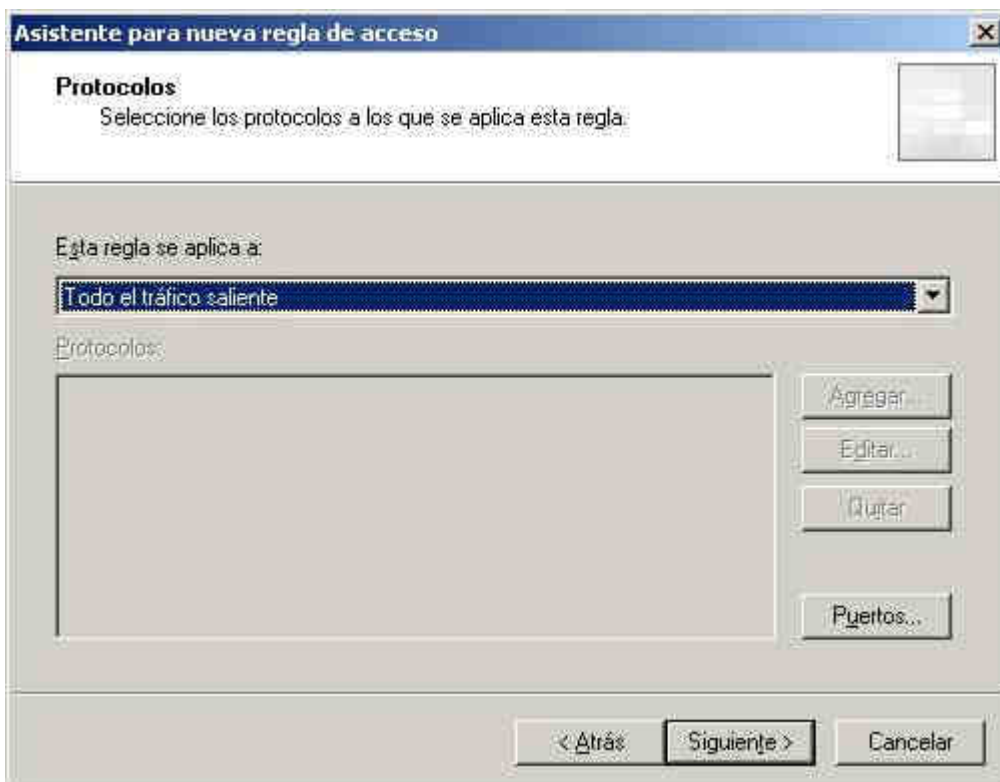 Asistente para nueva regla de acceso
Protocolos
Seleccione los protocolos a los que se aplica esta regla.
Esta regla se aplica a:
Todo el tráfico saliente
Protocolos:
Agregar...
Editar...
Quitar
Puertos...
< Atrás
Siguiente >
Cancelar